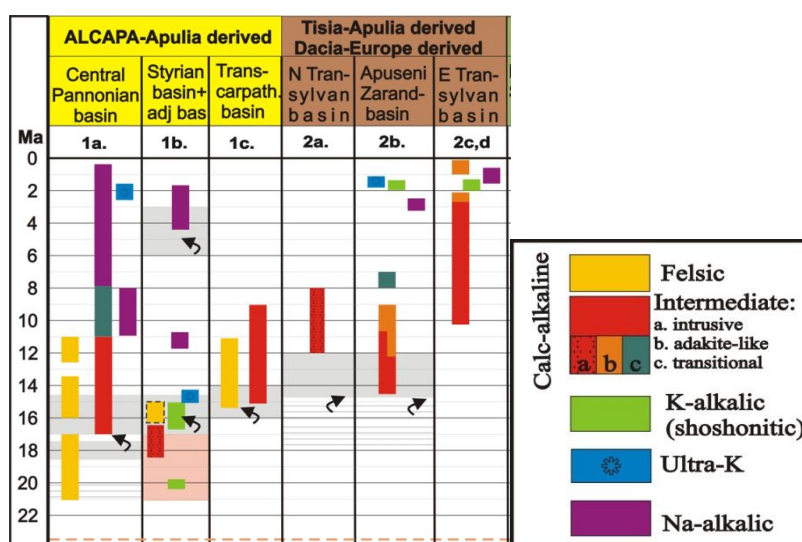 ALCAPA-Apulia derived
Tisia-Apulia derived
Dacia-Europe derived
Central
Pannonian
basin
Styrian
basin+
adj bas
Trans-
carpath.
basin
N Tran-
sylvan
basin
Apuseni
Zarand-
basin
E Tran-
sylvan
basin
Ma
1a.
1b.
1c.
2a.
2b.
2c,d
0
2
4
6
8
10
12
14
16
18
20
22
Calc-alkaline
Felsic
Intermediate:
a. intrusive
b. adakite-like
c. transitional
a
b
c
K-alkalic
(shoshonitic)
Ultra-K
Na-alkalic